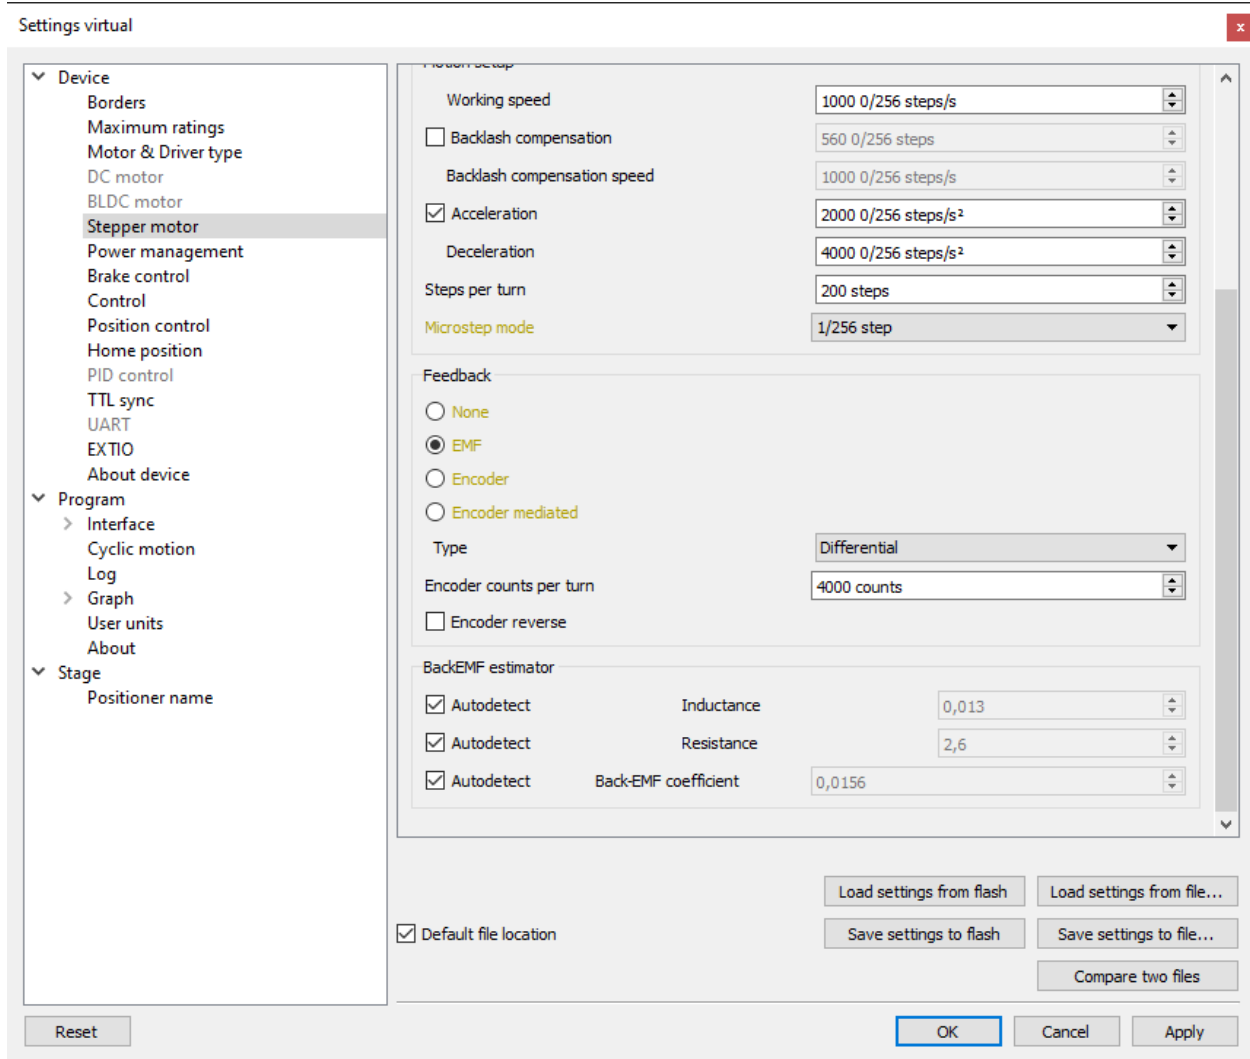 Settings virtual
x
Device
Borders
Maximum ratings
Motor & Driver type
DC motor
BLDC motor
Stepper motor
Power management
Brake control
Control
Position control
Home position
PID control
TTL sync
UART
EXTIO
About device
Program
Interface
Cyclic motion
Log
Graph
User units
About
Stage
Positioner name
Motion setup
Working speed 1000 0/256 steps/s
Backlash compensation 560 0/256 steps
Backlash compensation speed 1000 0/256 steps/s
Acceleration 2000 0/256 steps/s²
Deceleration 4000 0/256 steps/s²
Steps per turn 200 steps
Microstep mode 1/256 step
Feedback
None
EMF
Encoder
Encoder mediated
Type Differential
Encoder counts per turn 4000 counts
Encoder reverse
BackEMF estimator
Autodetect Inductance 0,013
Autodetect Resistance 2,6
Autodetect Back-EMF coefficient 0,0156
Load settings from flash Load settings from file...
Default file location Save settings to flash Save settings to file...
Compare two files
Reset OK Cancel Apply